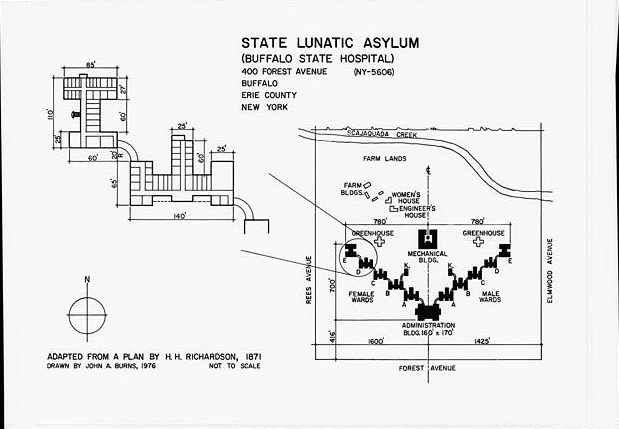 STATE LUNATIC ASYLUM
(BUFFALO STATE HOSPITAL)
400 FOREST AVENUE (NY-5606)
BUFFALO
ERIE COUNTY
NEW YORK
85'
27'
110'
60'
25'
60'
20'
R
25'
60'
25'
65'
140'
SCAJAQUADA CREEK
FARM LANDS
FARM
BLDGS.
WOMEN'S
HOUSE
ENGINEER'S
HOUSE
780'
780'
GREENHOUSE
GREENHOUSE
MECHANICAL
BLDG.
E
D
C
B
A
K
K
A
B
C
D
E
FEMALE
WARDS
MALE
WARDS
700'
416'
ADMINISTRATION
BLDG. 160' x 170'
1600'
1425'
REES AVENUE
ELMWOOD AVENUE
FOREST AVENUE
N
ADAPTED FROM A PLAN BY H. H. RICHARDSON, 1871
DRAWN BY JOHN A. BURNS, 1976 NOT TO SCALE